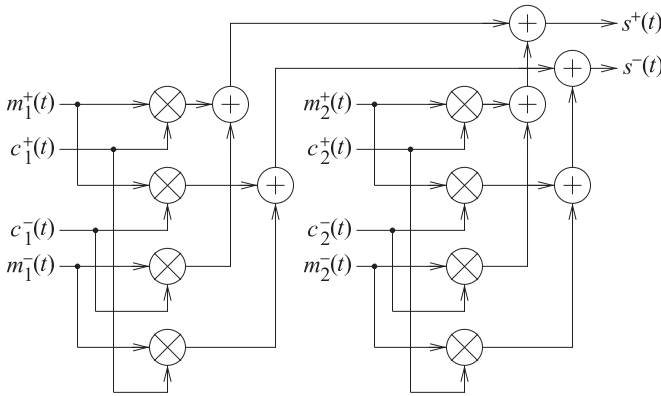 s⁺(t)
s⁻(t)
m₁⁺(t)
m₂⁺(t)
c₁⁺(t)
c₂⁺(t)
c₁⁻(t)
c₂⁻(t)
m₁⁻(t)
m₂⁻(t)